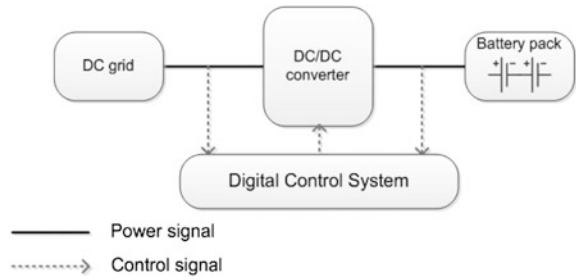 DC grid
DC/DC
converter
Battery pack
+ − + −
Digital Control System
Power signal
Control signal